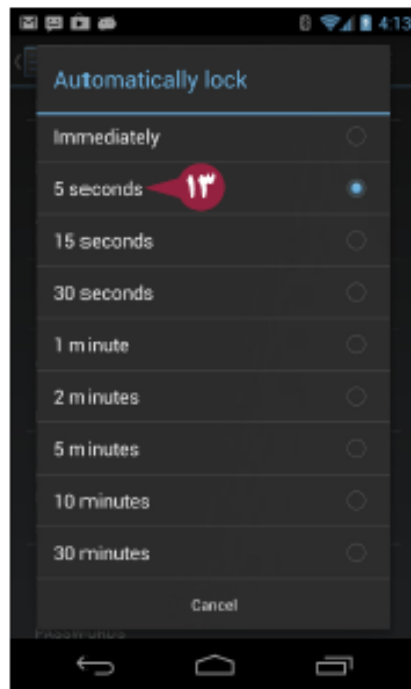 4:13
Automatically lock
Immediately
5 seconds ۱۳
15 seconds
30 seconds
1 minute
2 minutes
5 minutes
10 minutes
30 minutes
Cancel
PASSWORDS